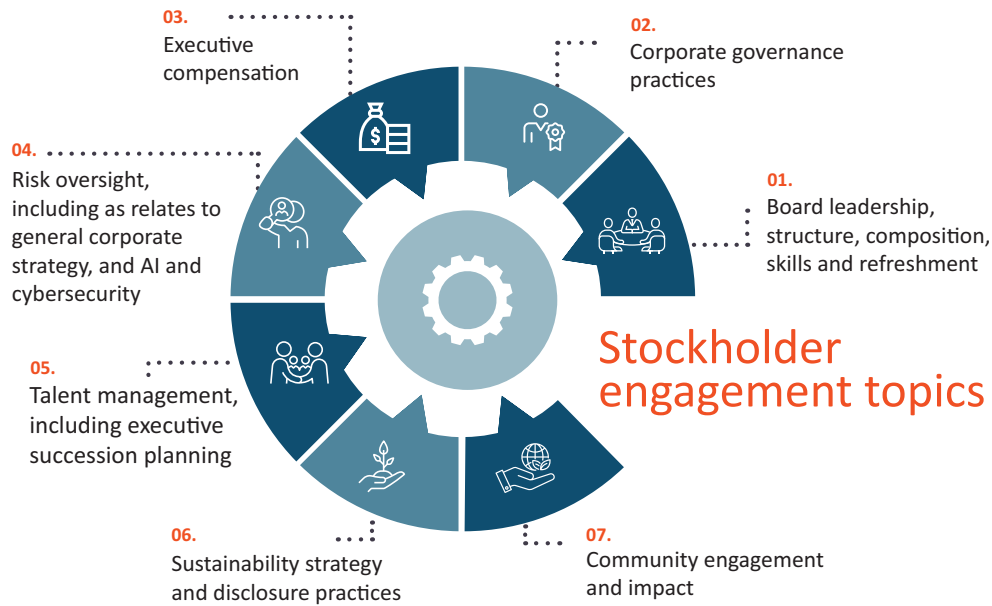 01.
Board leadership,
structure, composition,
skills and refreshment
02.
Corporate governance
practices
03.
Executive
compensation
04.
Risk oversight,
including as relates to
general corporate
strategy, and AI and
cybersecurity
05.
Talent management,
including executive
succession planning
06.
Sustainability strategy
and disclosure practices
07.
Community engagement
and impact
Stockholder
engagement topics
$